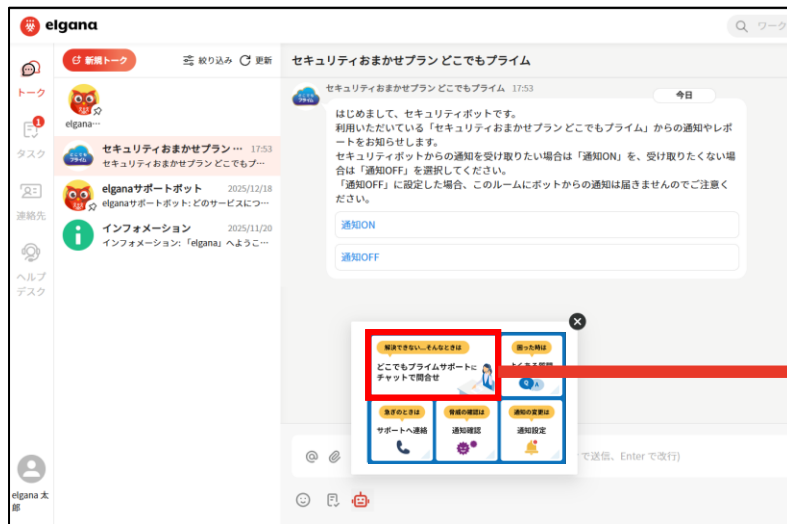 elgana
ワーク
トーク
1
タスク
連絡先
ヘルプ
デスク
elgana 太
郎
新規トーク
絞り込み
更新
elgana…
セキュリティおまかせプラン… 17:53
セキュリティおまかせプラン どこでもプ…
elganaサポートボット 2025/12/18
elganaサポートボット: どのサービスにつ…
インフォメーション 2025/11/20
インフォメーション: 「elgana」へようこ…
セキュリティおまかせプラン どこでもプライム
セキュリティおまかせプラン どこでもプライム 17:53
今日
はじめまして、セキュリティボットです。
利用いただいている「セキュリティおまかせプラン どこでもプライム」からの通知やレポ
ートをお知らせします。
セキュリティボットからの通知を受け取りたい場合は「通知ON」を、受け取りたくない場
合は「通知OFF」を選択してください。
「通知OFF」に設定した場合、このルームにボットからの通知は届きませんのでご注意く
ださい。
通知ON
通知OFF
解決できない…そんなときは
どこでもプライムサポートに
チャットで問合せ
困った時は
よくある質問
Q A
急ぎのときは
サポートへ連絡
脅威の確認は
通知確認
通知の変更は
通知設定
で送信、Enter で改行)